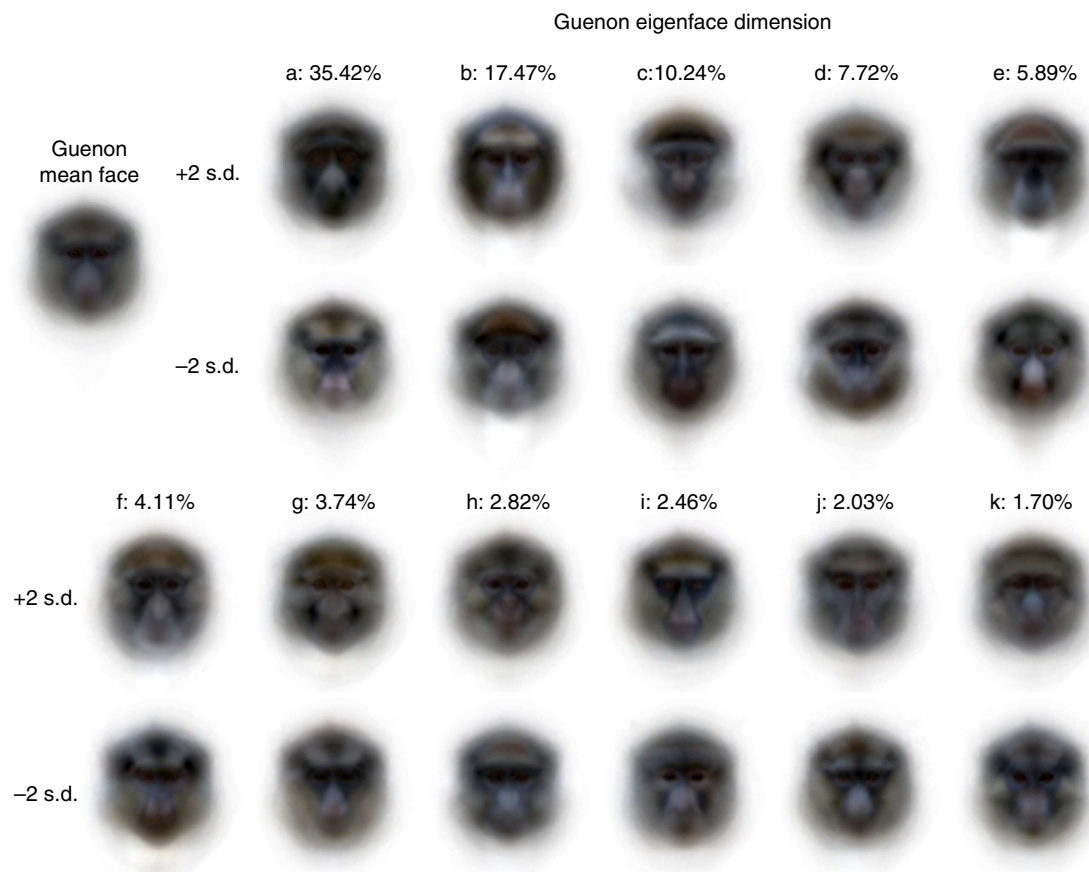 Guenon eigenface dimension
a: 35.42%
b: 17.47%
c:10.24%
d: 7.72%
e: 5.89%
Guenon
mean face
+2 s.d.
−2 s.d.
f: 4.11%
g: 3.74%
h: 2.82%
i: 2.46%
j: 2.03%
k: 1.70%
+2 s.d.
−2 s.d.